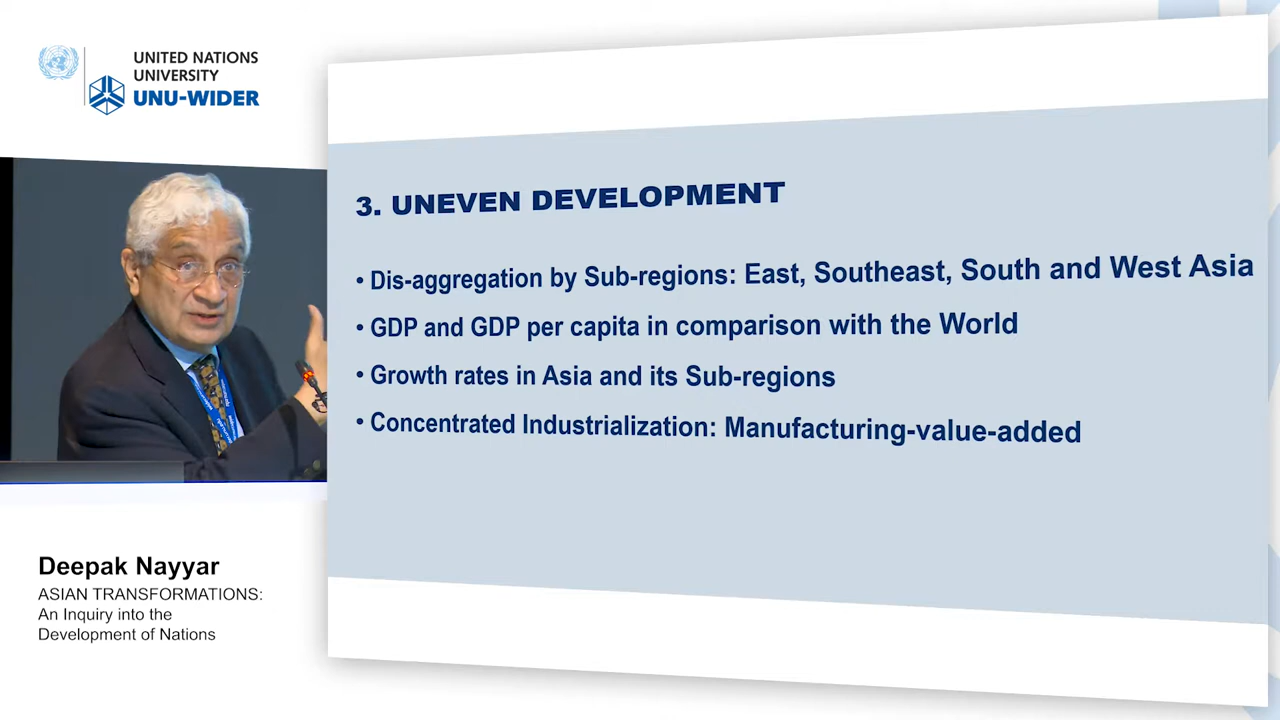 UNITED NATIONS
UNIVERSITY
UNU-WIDER
3. UNEVEN DEVELOPMENT
• Dis-aggregation by Sub-regions: East, Southeast, South and West Asia
• GDP and GDP per capita in comparison with the World
• Growth rates in Asia and its Sub-regions
• Concentrated Industrialization: Manufacturing-value-added
Deepak Nayyar
ASIAN TRANSFORMATIONS:
An Inquiry into the
Development of Nations